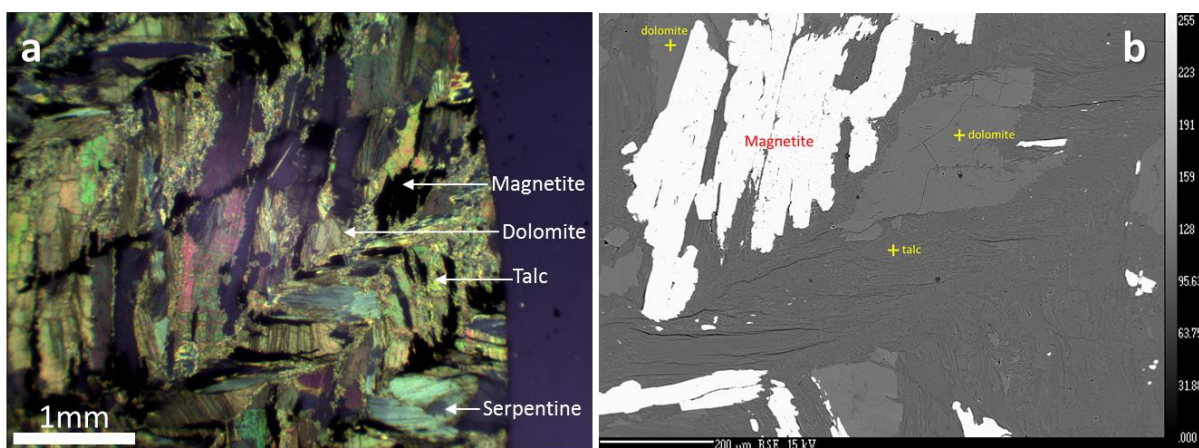 a
Magnetite
Dolomite
Talc
Serpentine
1mm
b
dolomite
Magnetite
dolomite
talc
200 µm BSE 15 kV
255
223
191
159
128
95.63
63.75
31.88
.000